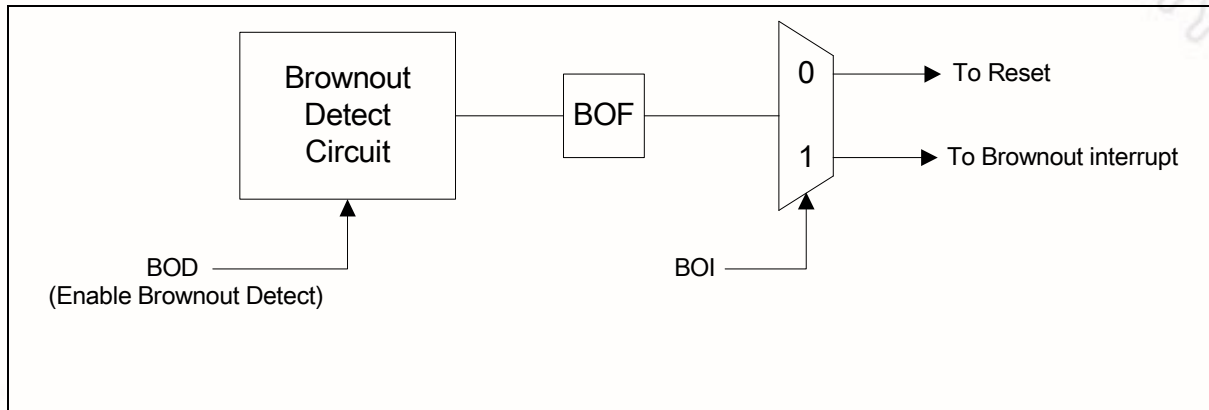 Brownout
Detect
Circuit
BOF
0
1
To Reset
To Brownout interrupt
BOD
(Enable Brownout Detect)
BOI